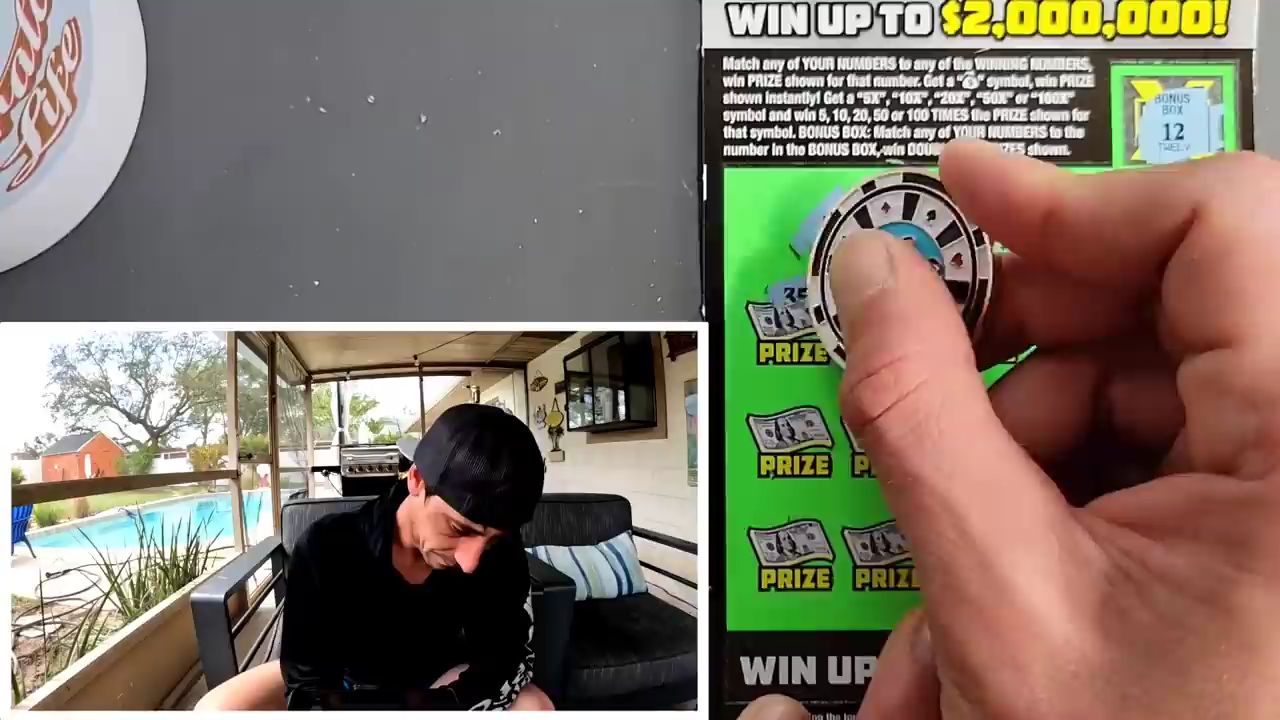 Life
WIN UP TO $2,000,000!
Match any of YOUR NUMBERS to any of the WINNING NUMBERS,
win PRIZE shown for that number. Get a "💰" symbol, win PRIZE
shown instantly! Get a "5X", "10X", "20X", "50X" or "100X"
symbol and win 5, 10, 20, 50 or 100 TIMES the PRIZE shown for
that symbol. BONUS BOX: Match any of YOUR NUMBERS to the
number in the BONUS BOX, win shown.
BONUS
BOX
12
35
PRIZE
PRIZE
PRIZE PRIZE
WIN UP